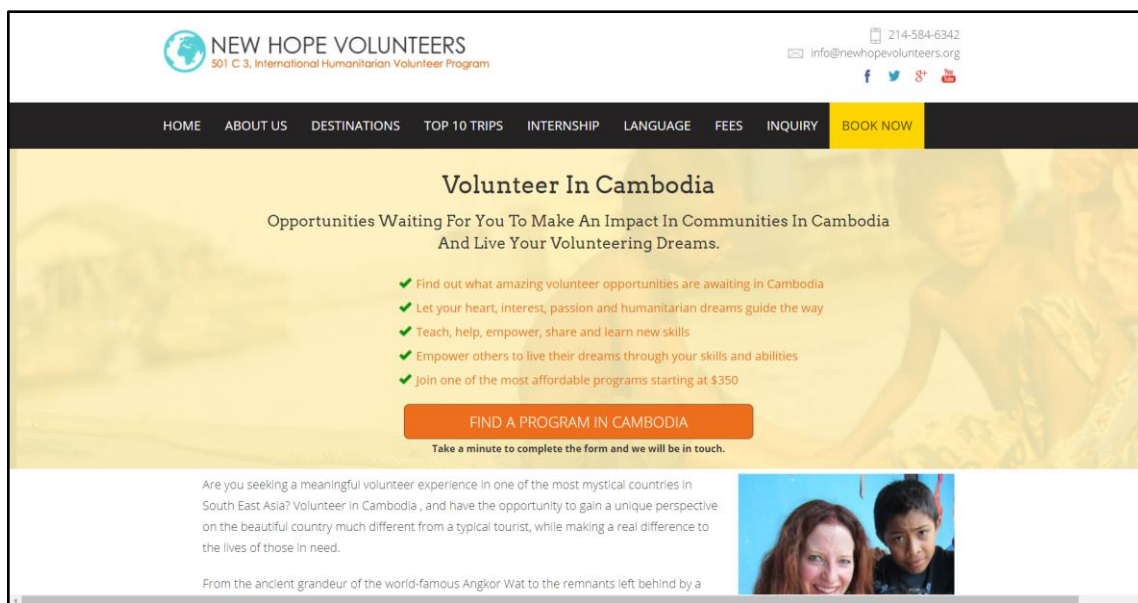 NEW HOPE VOLUNTEERS
501 C 3, International Humanitarian Volunteer Program
214-584-6342
info@newhopevolunteers.org
HOME ABOUT US DESTINATIONS TOP 10 TRIPS INTERNSHIP LANGUAGE FEES INQUIRY BOOK NOW
Volunteer In Cambodia
Opportunities Waiting For You To Make An Impact In Communities In Cambodia
And Live Your Volunteering Dreams.
Find out what amazing volunteer opportunities are awaiting in Cambodia
Let your heart, interest, passion and humanitarian dreams guide the way
Teach, help, empower, share and learn new skills
Empower others to live their dreams through your skills and abilities
Join one of the most affordable programs starting at $350
FIND A PROGRAM IN CAMBODIA
Take a minute to complete the form and we will be in touch.
Are you seeking a meaningful volunteer experience in one of the most mystical countries in
South East Asia? Volunteer in Cambodia , and have the opportunity to gain a unique perspective
on the beautiful country much different from a typical tourist, while making a real difference to
the lives of those in need.
From the ancient grandeur of the world-famous Angkor Wat to the remnants left behind by a